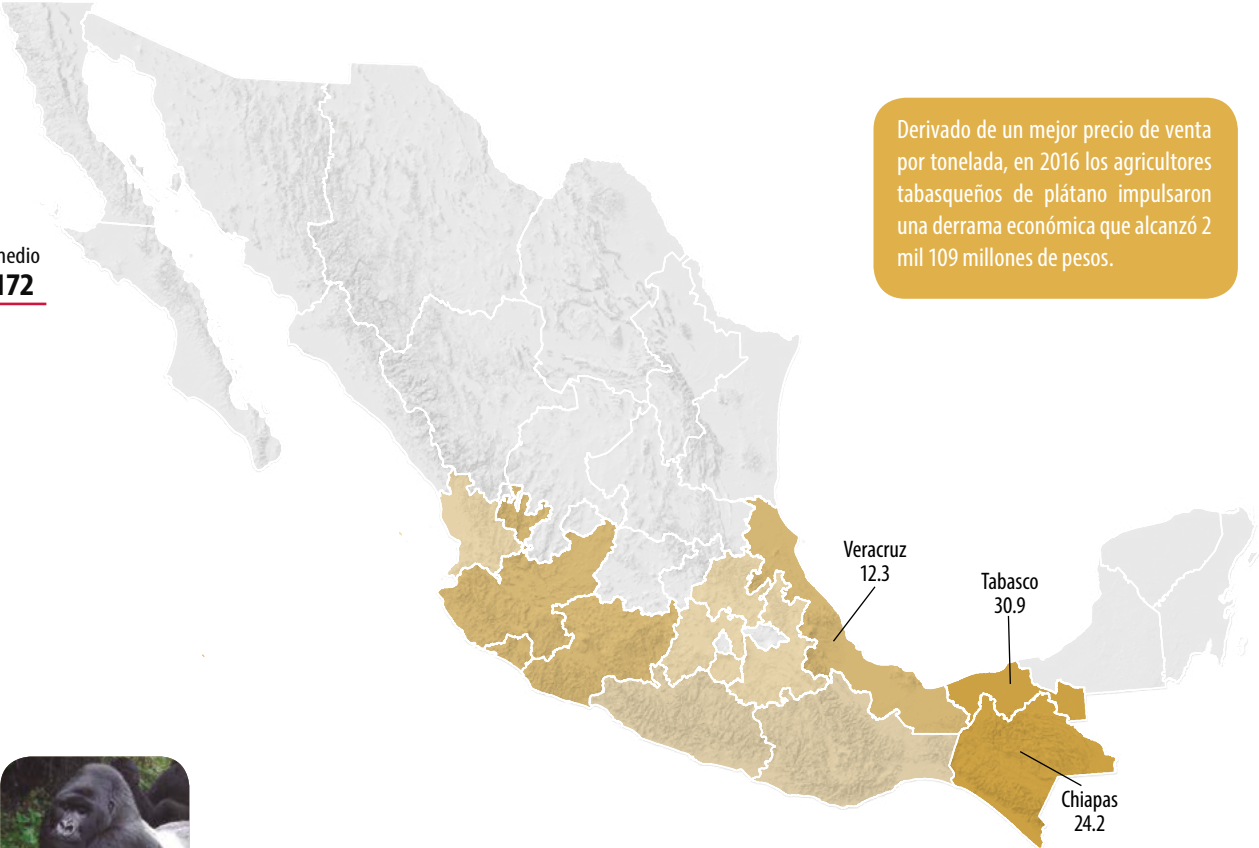 Derivado de un mejor precio de venta
por tonelada, en 2016 los agricultores
tabasqueños de plátano impulsaron
una derrama económica que alcanzó 2
mil 109 millones de pesos.
172
Veracruz
12.3
Tabasco
30.9
Chiapas
24.2